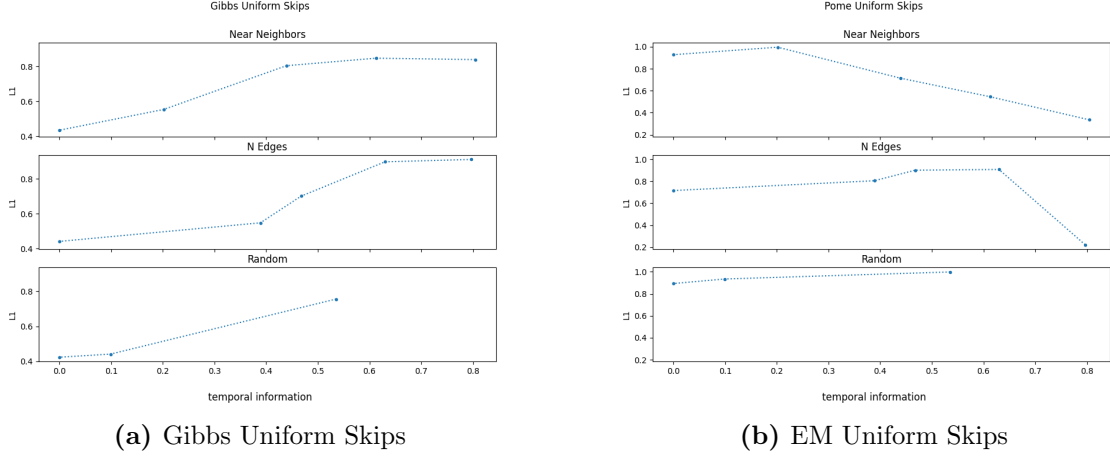 Gibbs Uniform Skips
Near Neighbors
0.8
0.6
0.4
L1
N Edges
0.8
0.6
0.4
L1
Random
0.8
0.6
0.4
L1
0.0 0.1 0.2 0.3 0.4 0.5 0.6 0.7 0.8
temporal information
(a) Gibbs Uniform Skips
Pome Uniform Skips
Near Neighbors
1.0
0.8
0.6
0.4
0.2
L1
N Edges
1.0
0.8
0.6
0.4
0.2
L1
Random
1.0
0.8
0.6
0.4
0.2
L1
0.0 0.1 0.2 0.3 0.4 0.5 0.6 0.7 0.8
temporal information
(b) EM Uniform Skips